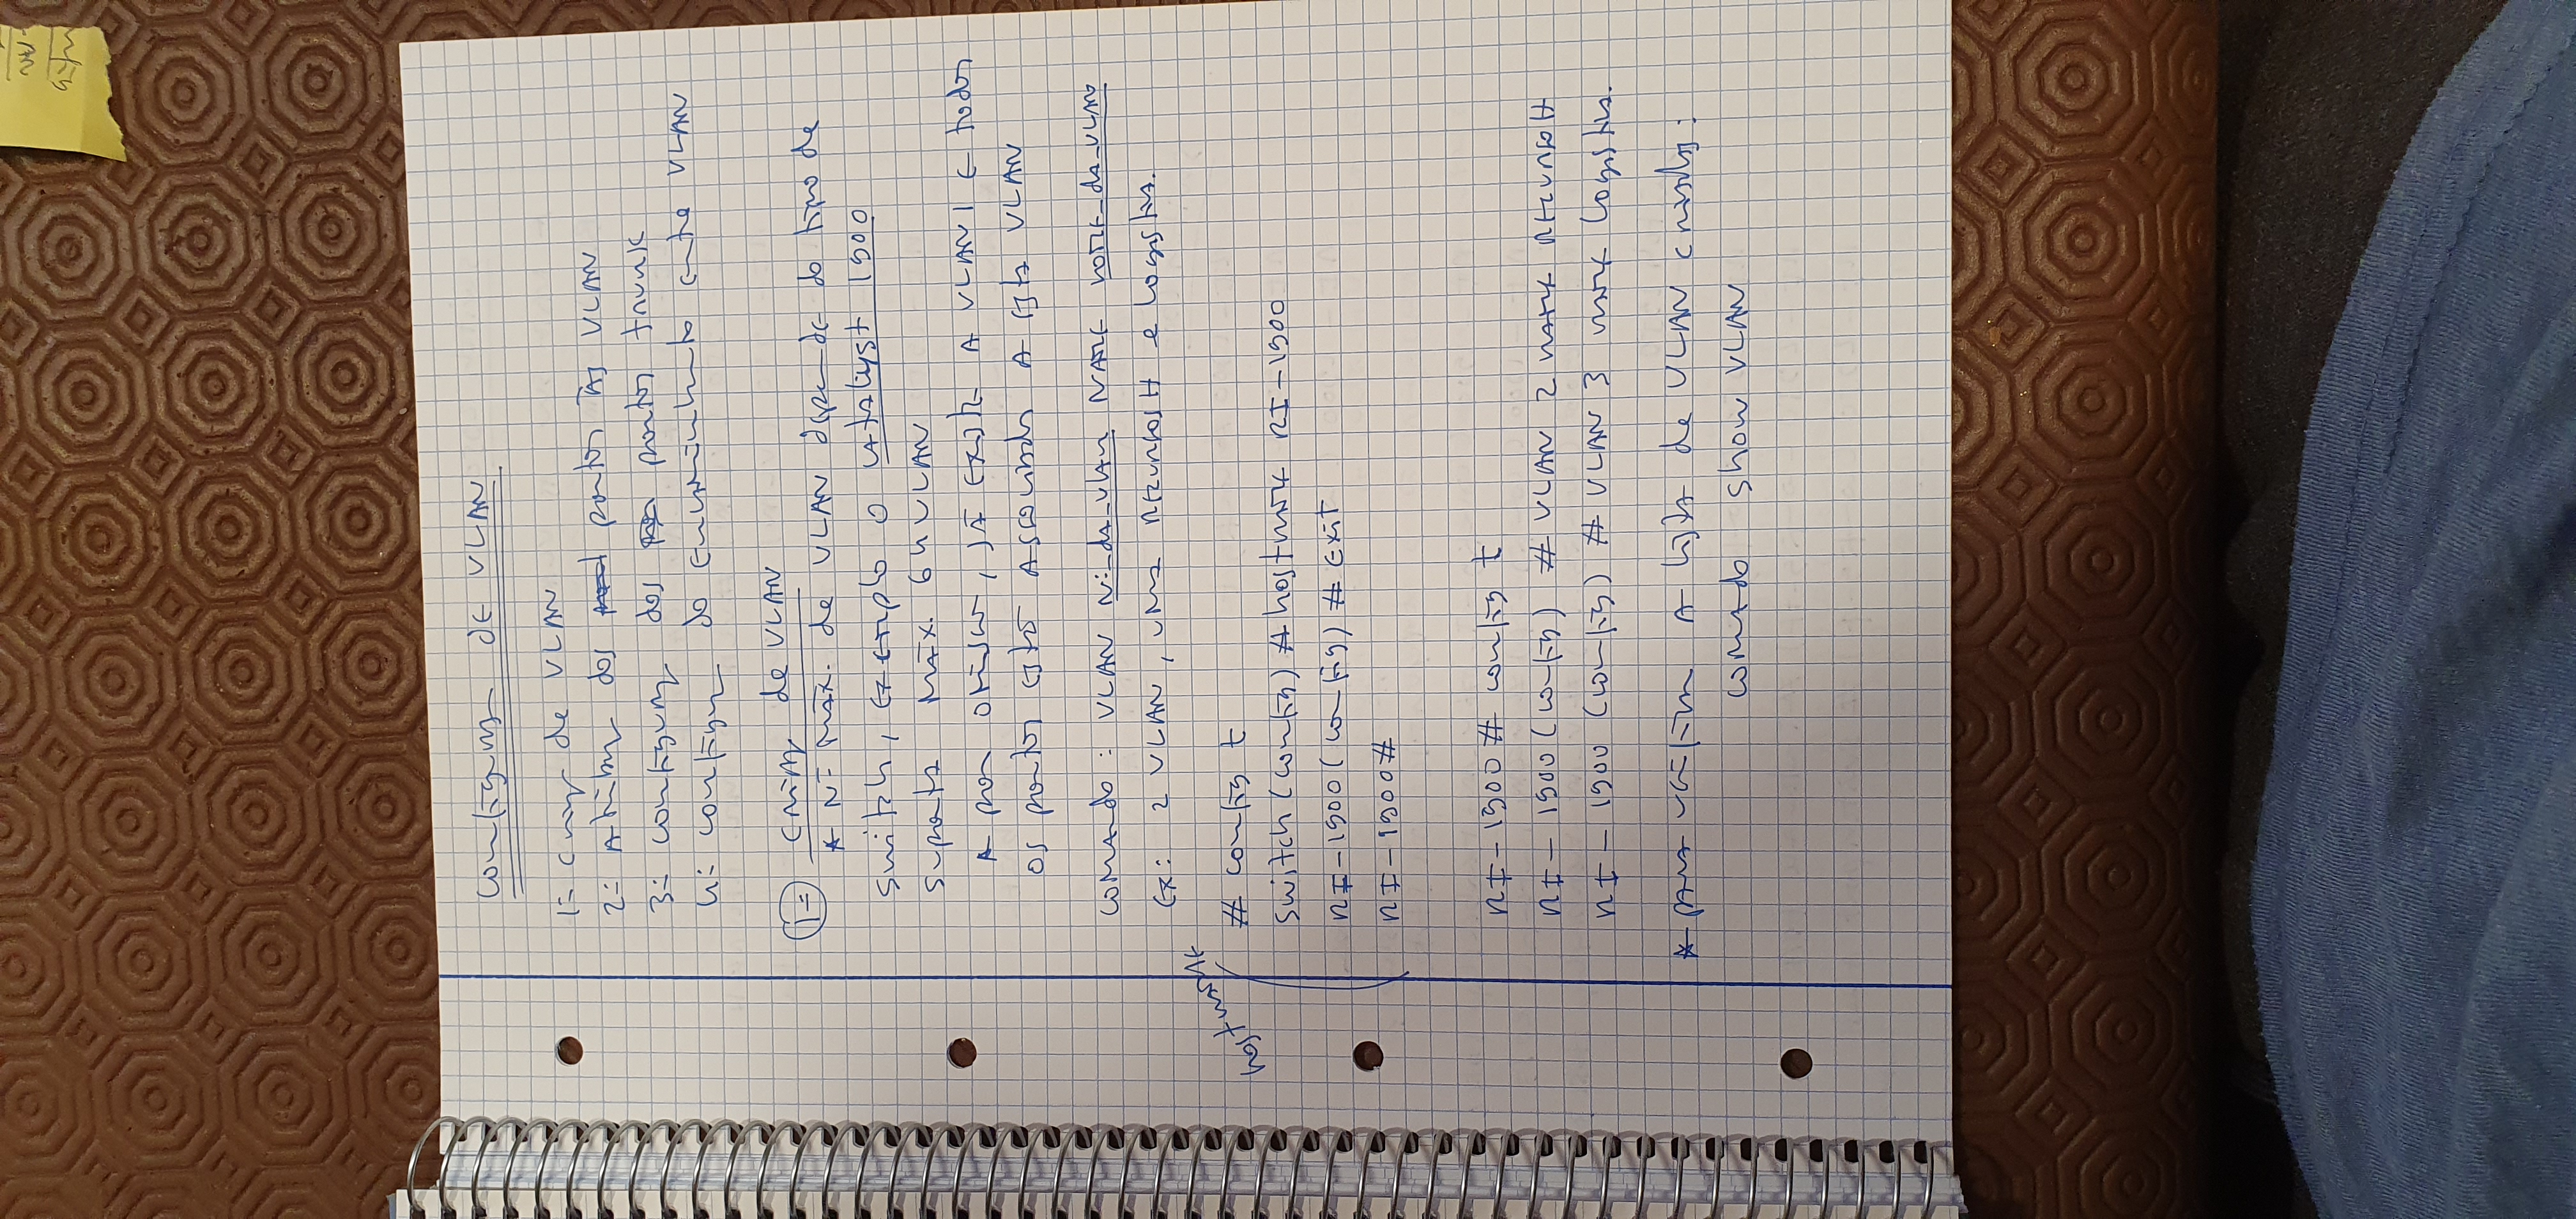 configuração de VLAN
1= criação de VLAN
2= Atribuição dos portos às VLAN
3= configuração dos portos trunk
4= configuração do encaminhamento entre VLAN
1= criação de VLAN
* Nº MÁX. de VLAN depende do tipo de
switch, exemplo o catalyst 1900
suporta MÁX. 64 VLAN
* por omissão, já existe A VLAN1 e todos
os portos estão Associados A esta VLAN
comando: VLAN Nº_da_vlan NAME nome_da_VLAN
Ex: 2 VLAN, uma RecursosH e Logistica.
hostname
# config t
switch (config) # hostname RI-1900
RI-1900 (config) # Exit
RI-1900#
RI-1900 # config t
RI-1900 (config) # VLAN 2 name RecursosH
RI-1900 (config) # VLAN 3 name Logistica.
* para verificar A lista de VLAN criadas:
comando show VLAN